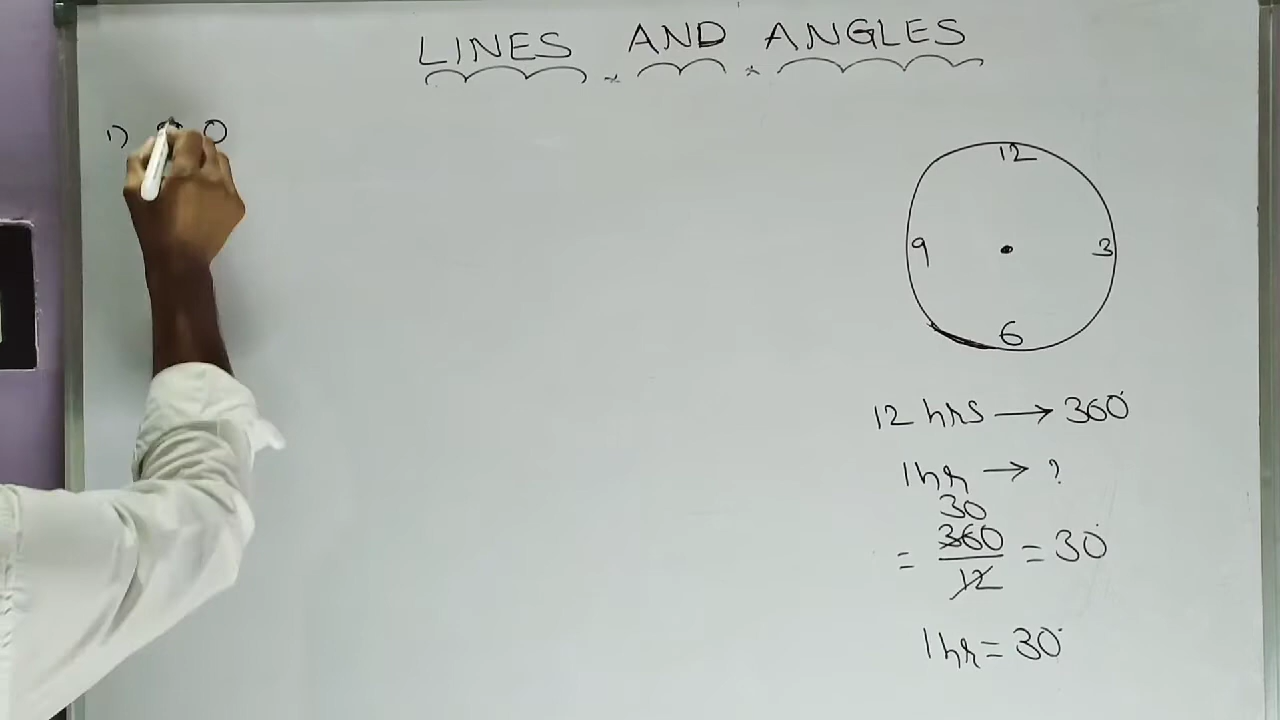 LINES AND ANGLES
1)
12
9 3
6
12 hrs → 360°
1hr → ?
30
= 360/12 = 30°
1hr = 30°